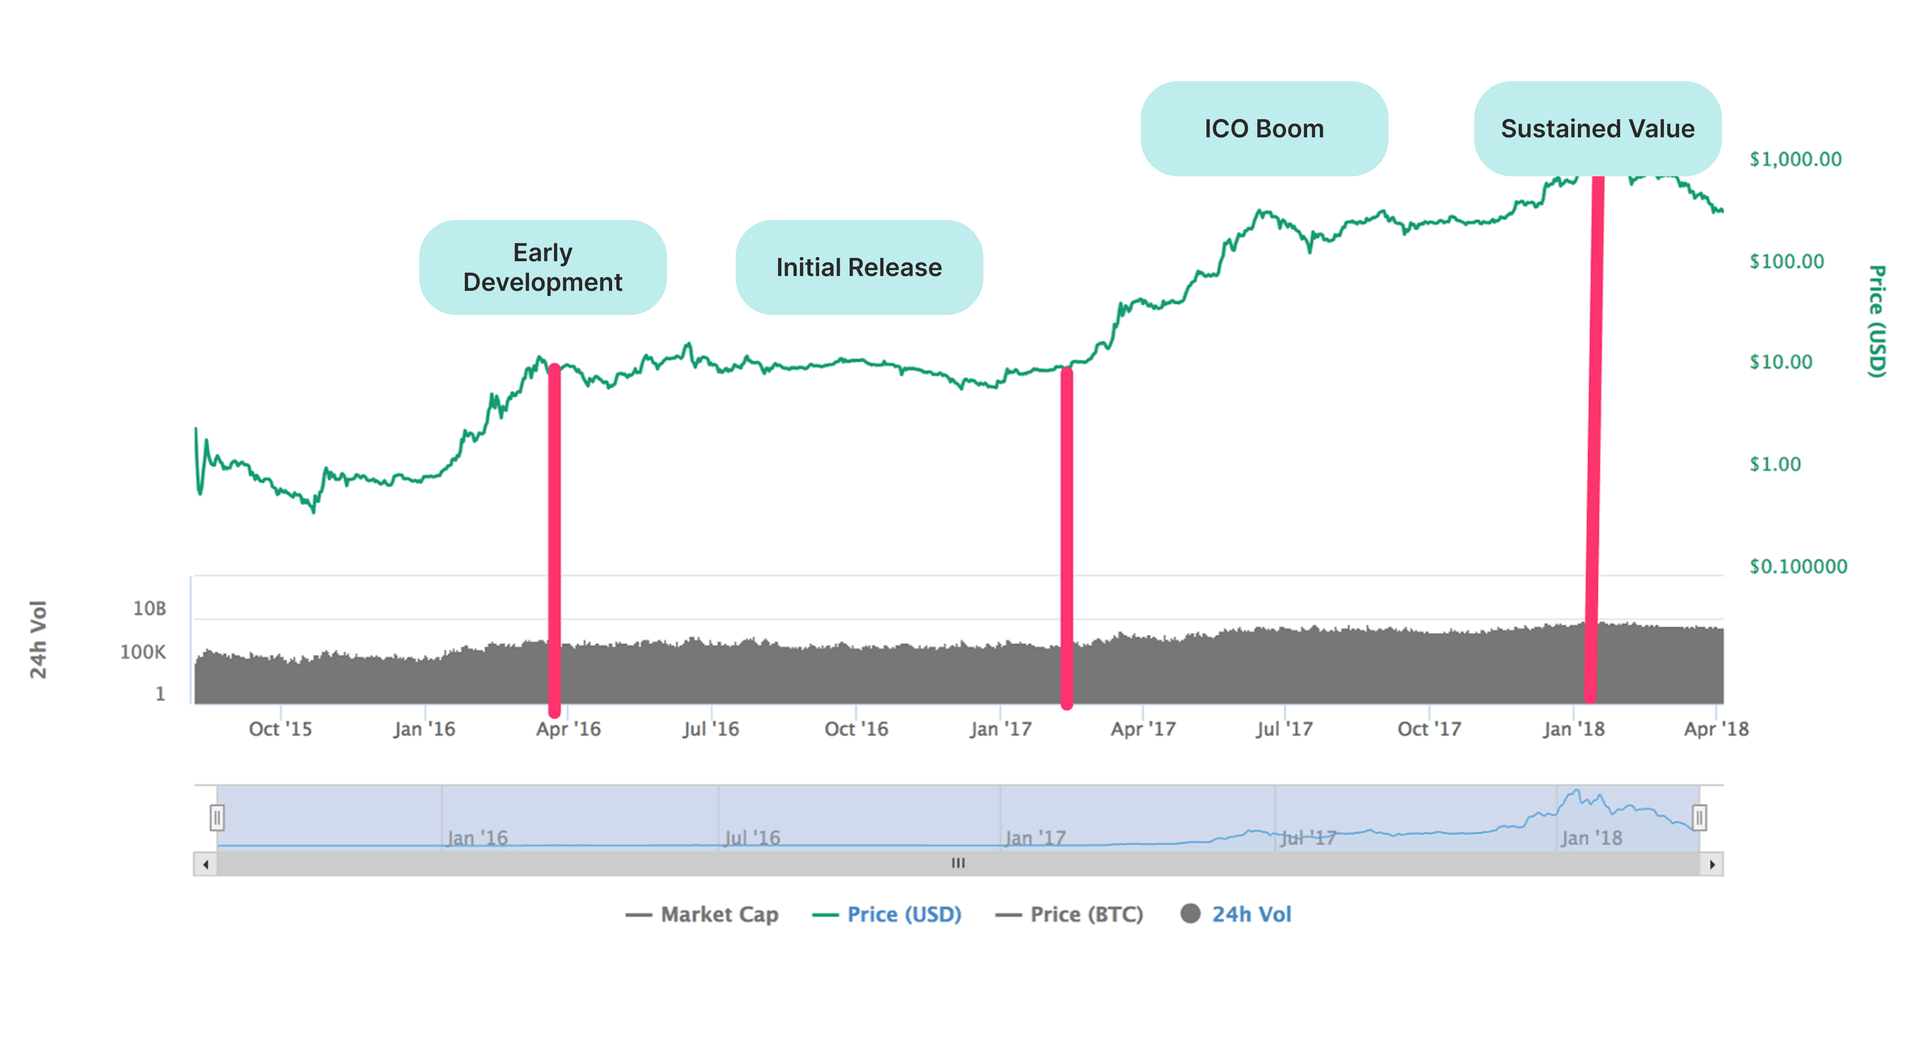 ICO Boom
Sustained Value
$1,000.00
Early
Development
Initial Release
$100.00
Price (USD)
$10.00
$1.00
$0.100000
24h Vol
10B
100K
1
Oct '15
Jan '16
Apr '16
Jul '16
Oct '16
Jan '17
Apr '17
Jul '17
Oct '17
Jan '18
Apr '18
Jan '16
Jul '16
Jan '17
Jul '17
Jan '18
Market Cap
Price (USD)
Price (BTC)
24h Vol